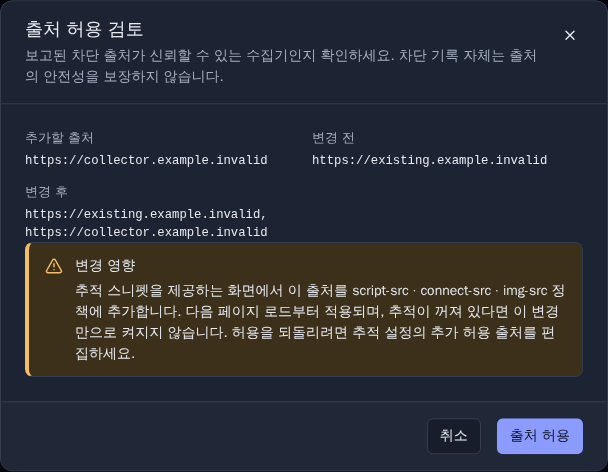 출처 허용 검토
보고된 차단 출처가 신뢰할 수 있는 수집기인지 확인하세요. 차단 기록 자체는 출처
의 안전성을 보장하지 않습니다.
추가할 출처
https://collector.example.invalid
변경 전
https://existing.example.invalid
변경 후
https://existing.example.invalid,
https://collector.example.invalid
변경 영향
추적 스니펫을 제공하는 화면에서 이 출처를 script-src · connect-src · img-src 정
책에 추가합니다. 다음 페이지 로드부터 적용되며, 추적이 꺼져 있다면 이 변경
만으로 켜지지 않습니다. 허용을 되돌리려면 추적 설정의 추가 허용 출처를 편
집하세요.
취소
출처 허용